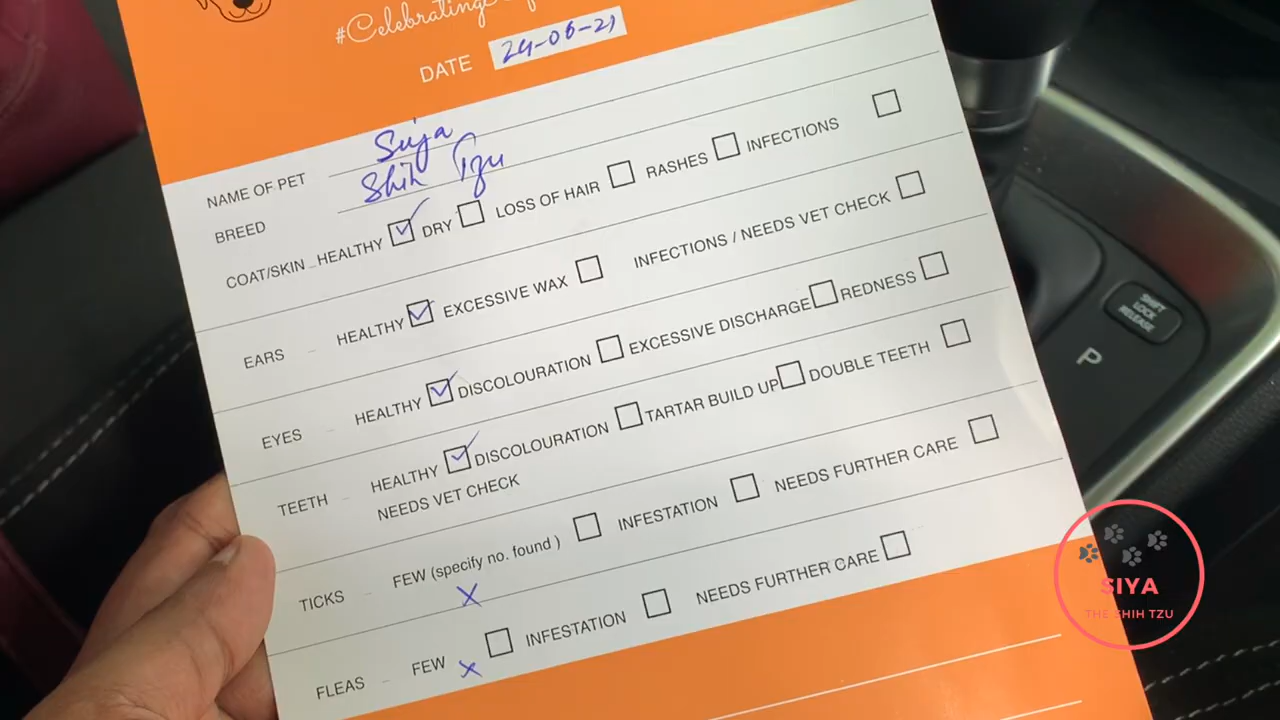 #Celebrating
DATE 24-06-21
NAME OF PET Siya
BREED Shih Tzu
COAT/SKIN HEALTHY DRY LOSS OF HAIR RASHES INFECTIONS
EARS HEALTHY EXCESSIVE WAX INFECTIONS / NEEDS VET CHECK
EYES HEALTHY DISCOLOURATION EXCESSIVE DISCHARGE REDNESS
TEETH HEALTHY DISCOLOURATION TARTAR BUILD UP DOUBLE TEETH
NEEDS VET CHECK
TICKS FEW (specify no. found ) INFESTATION NEEDS FURTHER CARE
X
FLEAS FEW X INFESTATION NEEDS FURTHER CARE
SHIFT
LOCK
RELEASE
P
SIYA
THE SHIH TZU